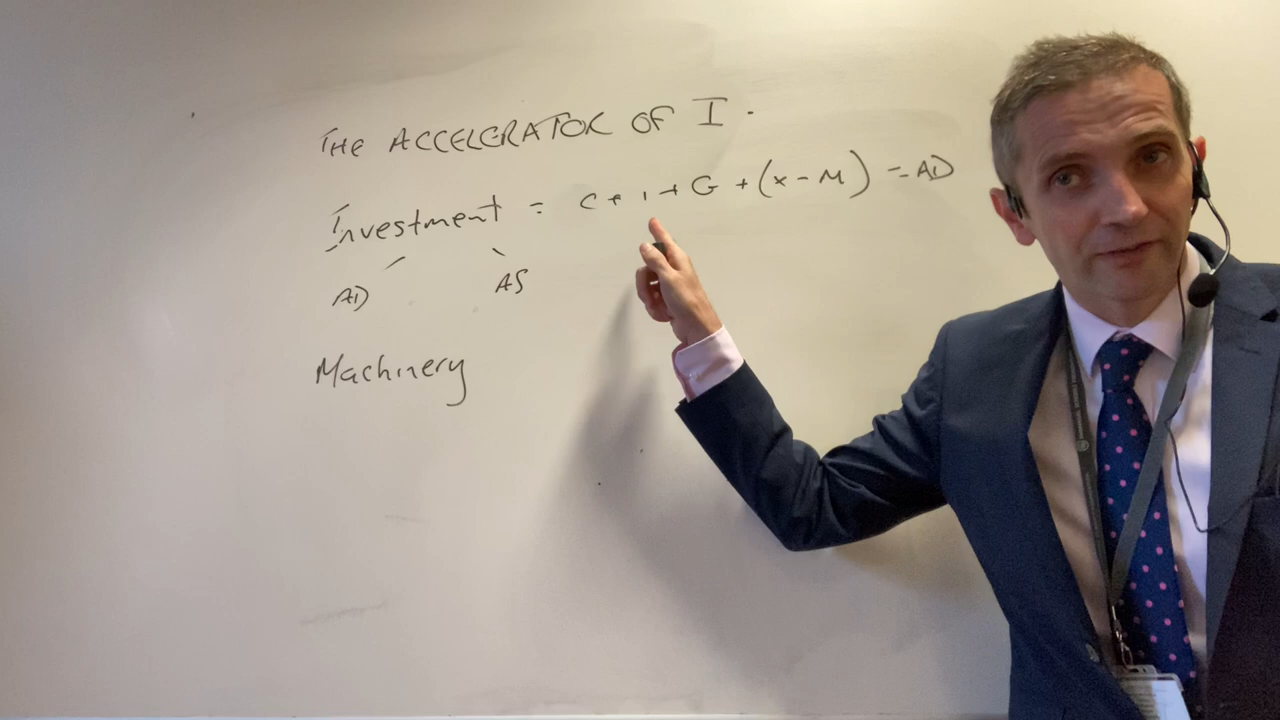 THE ACCELERATOR OF I.
Investment = C + I + G + (X - M) = AD
AD AS
Machinery